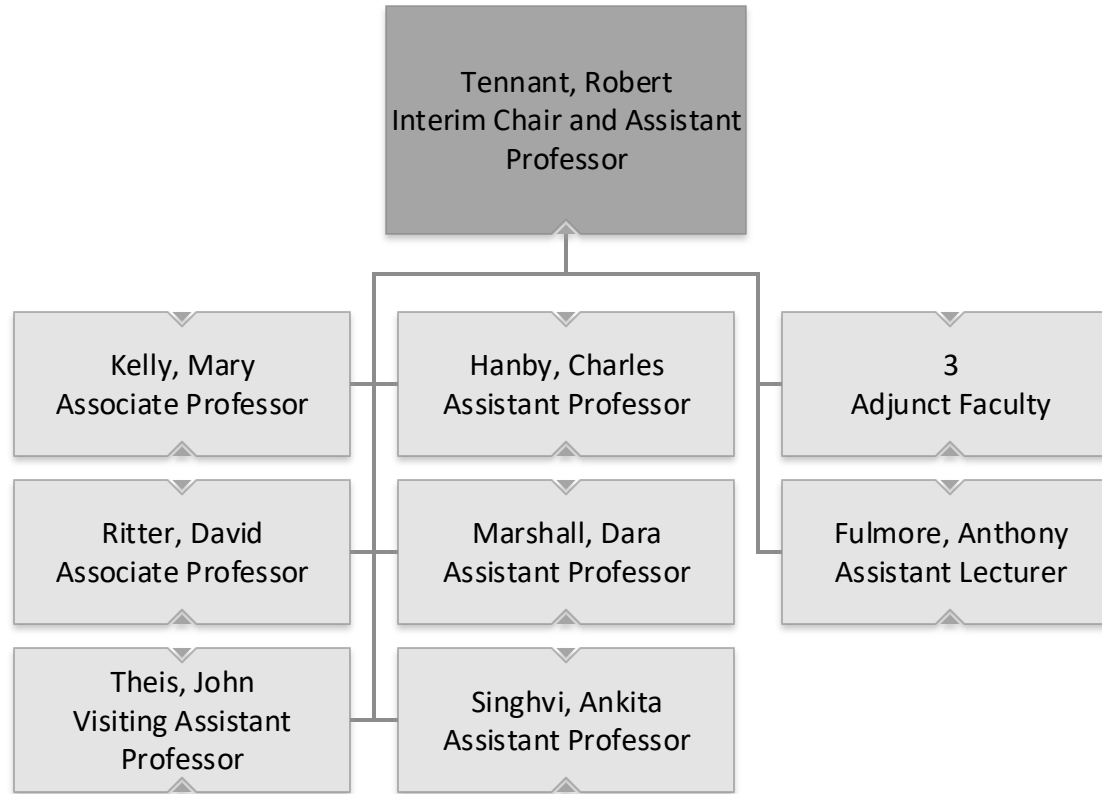 Tennant, Robert
Interim Chair and Assistant
Professor
Kelly, Mary
Associate Professor
Hanby, Charles
Assistant Professor
3
Adjunct Faculty
Ritter, David
Associate Professor
Marshall, Dara
Assistant Professor
Fulmore, Anthony
Assistant Lecturer
Theis, John
Visiting Assistant
Professor
Singhvi, Ankita
Assistant Professor